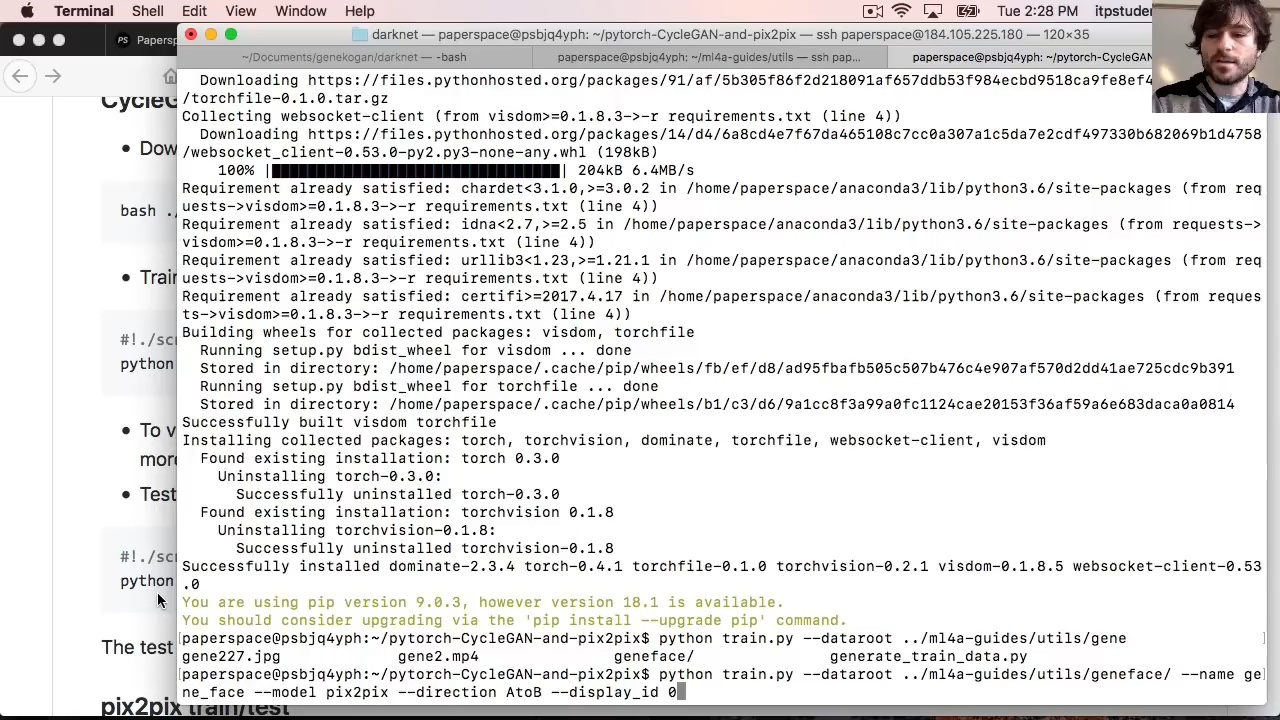 Terminal Shell Edit View Window Help Tue 2:28 PM itpstude
darknet — paperspace@psbjq4yph: ~/pytorch-CycleGAN-and-pix2pix — ssh paperspace@184.105.225.180 — 120×35
PS Papersp
~/Documents/genekogan/darknet — -bash paperspace@psbjq4yph: ~/ml4a-guides/utils — ssh pap... paperspace@psbjq4yph: ~/pytorch-CycleGAN
Downloading https://files.pythonhosted.org/packages/91/af/5b305f86f2d218091af657ddb53f984ecbd9518ca9fe8ef4
/torchfile-0.1.0.tar.gz
Collecting websocket-client (from visdom>=0.1.8.3->-r requirements.txt (line 4))
Downloading https://files.pythonhosted.org/packages/14/d4/6a8cd4e7f67da465108c7cc0a307a1c5da7e2cdf497330b682069b1d4758
/websocket_client-0.53.0-py2.py3-none-any.whl (198kB)
100% | | 204kB 6.4MB/s
Requirement already satisfied: chardet<3.1.0,>=3.0.2 in /home/paperspace/anaconda3/lib/python3.6/site-packages (from req
uests->visdom>=0.1.8.3->-r requirements.txt (line 4))
Requirement already satisfied: idna<2.7,>=2.5 in /home/paperspace/anaconda3/lib/python3.6/site-packages (from requests->
visdom>=0.1.8.3->-r requirements.txt (line 4))
Requirement already satisfied: urllib3<1.23,>=1.21.1 in /home/paperspace/anaconda3/lib/python3.6/site-packages (from req
uests->visdom>=0.1.8.3->-r requirements.txt (line 4))
Requirement already satisfied: certifi>=2017.4.17 in /home/paperspace/anaconda3/lib/python3.6/site-packages (from reques
ts->visdom>=0.1.8.3->-r requirements.txt (line 4))
Building wheels for collected packages: visdom, torchfile
Running setup.py bdist_wheel for visdom ... done
Stored in directory: /home/paperspace/.cache/pip/wheels/fb/ef/d8/ad95fbafb505c507b476c4e907af570d2dd41ae725cdc9b391
Running setup.py bdist_wheel for torchfile ... done
Stored in directory: /home/paperspace/.cache/pip/wheels/b1/c3/d6/9a1cc8f3a99a0fc1124cae20153f36af59a6e683daca0a0814
Successfully built visdom torchfile
Installing collected packages: torch, torchvision, dominate, torchfile, websocket-client, visdom
Found existing installation: torch 0.3.0
Uninstalling torch-0.3.0:
Successfully uninstalled torch-0.3.0
Found existing installation: torchvision 0.1.8
Uninstalling torchvision-0.1.8:
Successfully uninstalled torchvision-0.1.8
Successfully installed dominate-2.3.4 torch-0.4.1 torchfile-0.1.0 torchvision-0.2.1 visdom-0.1.8.5 websocket-client-0.53
.0
You are using pip version 9.0.3, however version 18.1 is available.
You should consider upgrading via the 'pip install --upgrade pip' command.
[paperspace@psbjq4yph:~/pytorch-CycleGAN-and-pix2pix$ python train.py --dataroot ../ml4a-guides/utils/gene ]
gene227.jpg gene2.mp4 geneface/ generate_train_data.py
[paperspace@psbjq4yph:~/pytorch-CycleGAN-and-pix2pix$ python train.py --dataroot ../ml4a-guides/utils/geneface/ --name ge
ne_face --model pix2pix --direction AtoB --display_id 0
CycleG
Dow
bash ./
Train
#!./sc
python
To v
more
Test
#!./sc
python
The test
pix2pix train/test